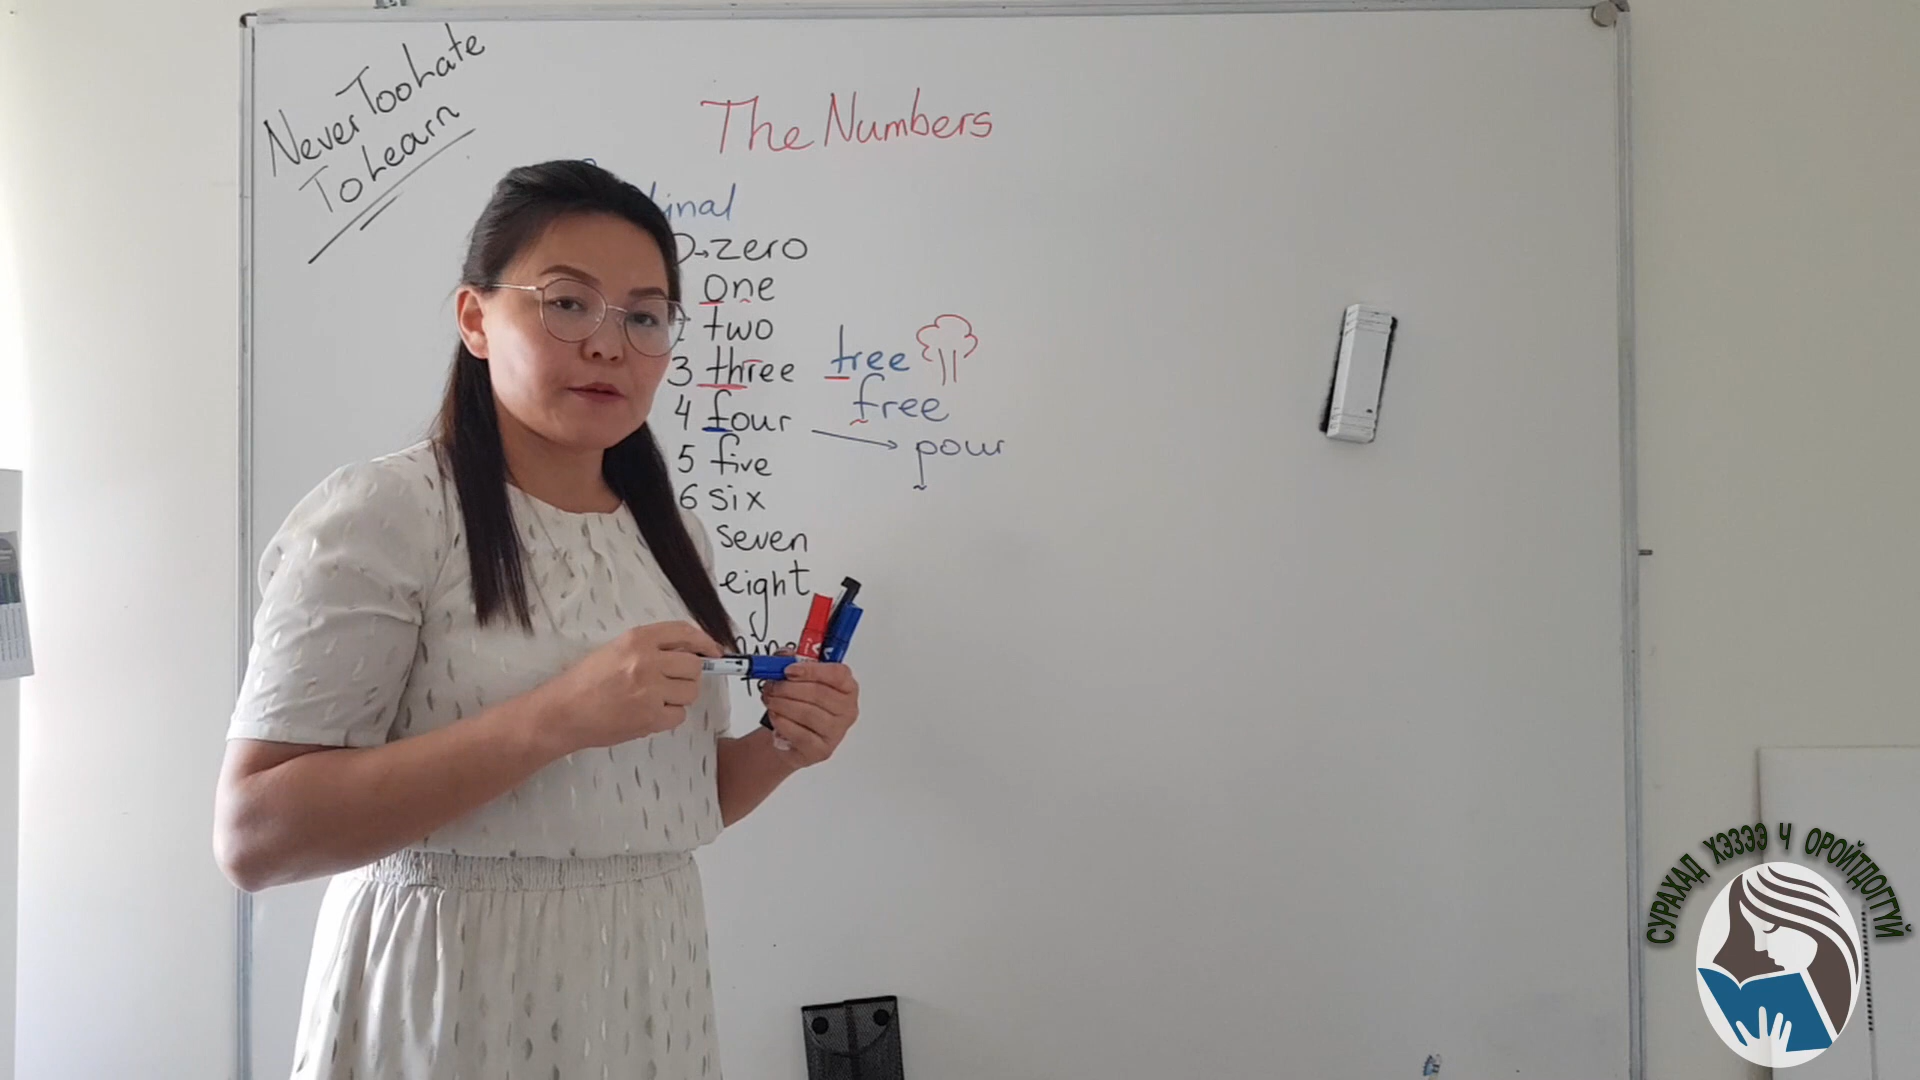 Never Too Late
To Learn
The Numbers
zero
one
two
3 three tree
4 four free
pour
5 five
6 six
seven
eight
СУРАХАД ХЭЗЭЭ Ч ОРОЙТДОГГҮЙ